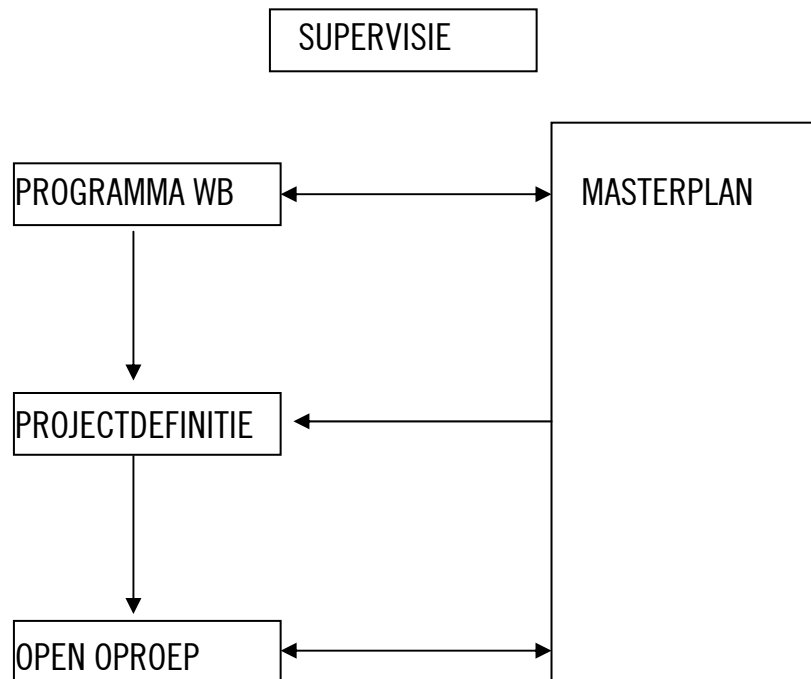 SUPERVISIE
PROGRAMMA WB
MASTERPLAN
PROJECTDEFINITIE
OPEN OPROEP